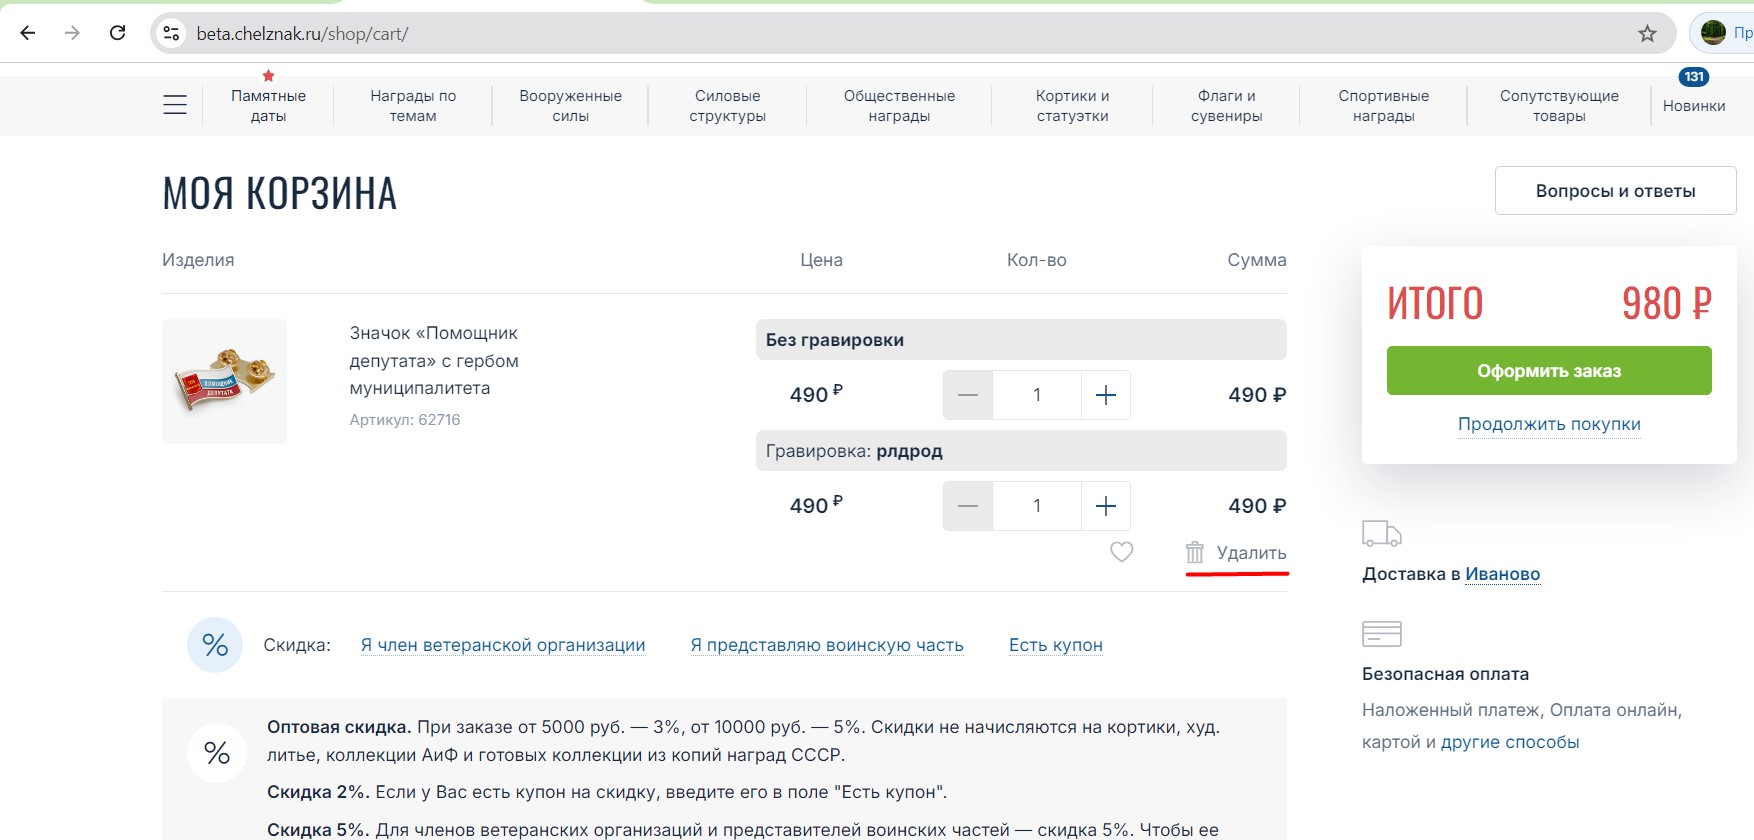 beta.chelznak.ru/shop/cart/
Пр
131
Памятные даты
Награды по темам
Вооруженные силы
Силовые структуры
Общественные награды
Кортики и статуэтки
Флаги и сувениры
Спортивные награды
Сопутствующие товары
Новинки
МОЯ КОРЗИНА
Вопросы и ответы
Изделия
Цена
Кол-во
Сумма
ИТОГО 980 ₽
Оформить заказ
Продолжить покупки
ПОМОЩНИК
ДЕПУТАТА
Значок «Помощник
депутата» с гербом
муниципалитета
Артикул: 62716
Без гравировки
490 ₽ 1 490 ₽
Гравировка: рлдрод
490 ₽ 1 490 ₽
Удалить
Доставка в Иваново
Безопасная оплата
Наложенный платеж, Оплата онлайн,
картой и другие способы
% Скидка: Я член ветеранской организации Я представляю воинскую часть Есть купон
%
Оптовая скидка. При заказе от 5000 руб. — 3%, от 10000 руб. — 5%. Скидки не начисляются на кортики, худ.
литье, коллекции АиФ и готовых коллекции из копий наград СССР.
Скидка 2%. Если у Вас есть купон на скидку, введите его в поле "Есть купон".
Скидка 5%. Для членов ветеранских организаций и представителей воинских частей — скидка 5%. Чтобы ее